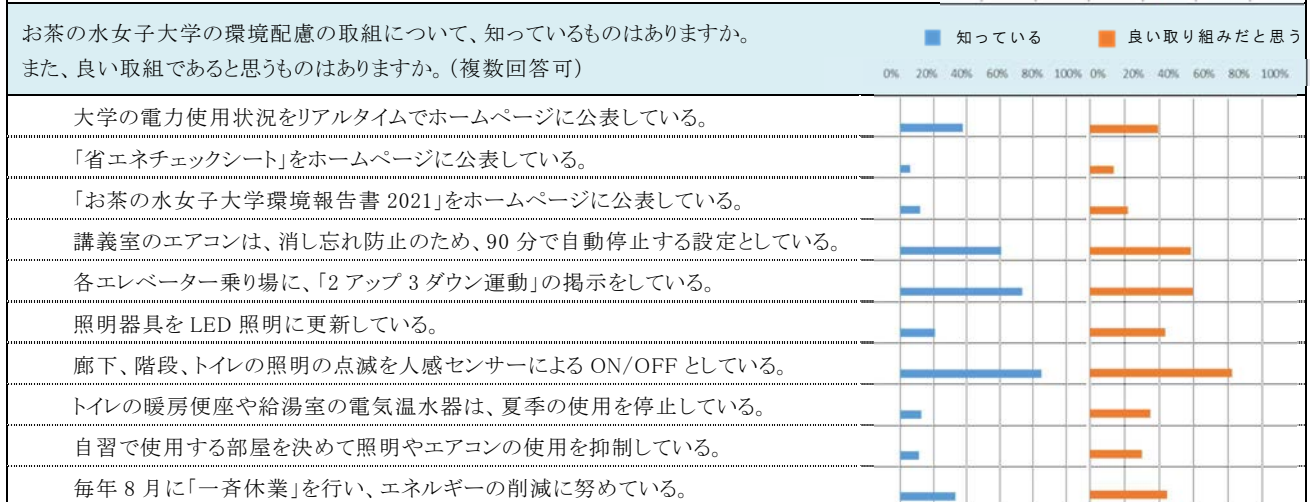 お茶の水女子大学の環境配慮の取組について、知っているものはありますか。
また、良い取組であると思うものはありますか。（複数回答可）
知っている 良い取り組みだと思う
0% 20% 40% 60% 80% 100% 0% 20% 40% 60% 80% 100%
大学の電力使用状況をリアルタイムでホームページに公表している。
「省エネチェックシート」をホームページに公表している。
「お茶の水女子大学環境報告書 2021」をホームページに公表している。
講義室のエアコンは、消し忘れ防止のため、90 分で自動停止する設定としている。
各エレベーター乗り場に、「2 アップ 3 ダウン運動」の掲示をしている。
照明器具を LED 照明に更新している。
廊下、階段、トイレの照明の点滅を人感センサーによる ON/OFF としている。
トイレの暖房便座や給湯室の電気温水器は、夏季の使用を停止している。
自習で使用する部屋を決めて照明やエアコンの使用を抑制している。
毎年 8 月に「一斉休業」を行い、エネルギーの削減に努めている。